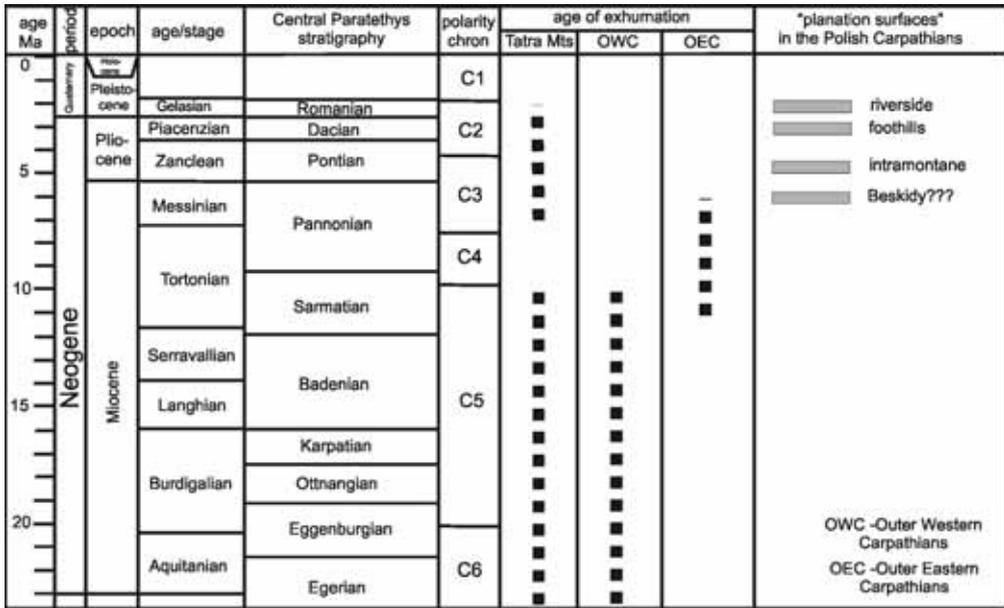 age Ma
period
epoch
age/stage
Central Paratethys
stratigraphy
polarity
chron
age of exhumation
Tatra Mts
OWC
OEC
"planation surfaces"
in the Polish Carpathians
0
5
10
15
20
Quaternary
Neogene
Pleisto-
cene
Plio-
cene
Miocene
Gelasian
Piacenzian
Zanclean
Messinian
Tortonian
Serravallian
Langhian
Burdigalian
Aquitanian
Romanian
Dacian
Pontian
Pannonian
Sarmatian
Badenian
Karpatian
Ottnangian
Eggenburgian
Egerian
C1
C2
C3
C4
C5
C6
riverside
foothills
intramontane
Beskidy???
OWC -Outer Western
Carpathians
OEC -Outer Eastern
Carpathians